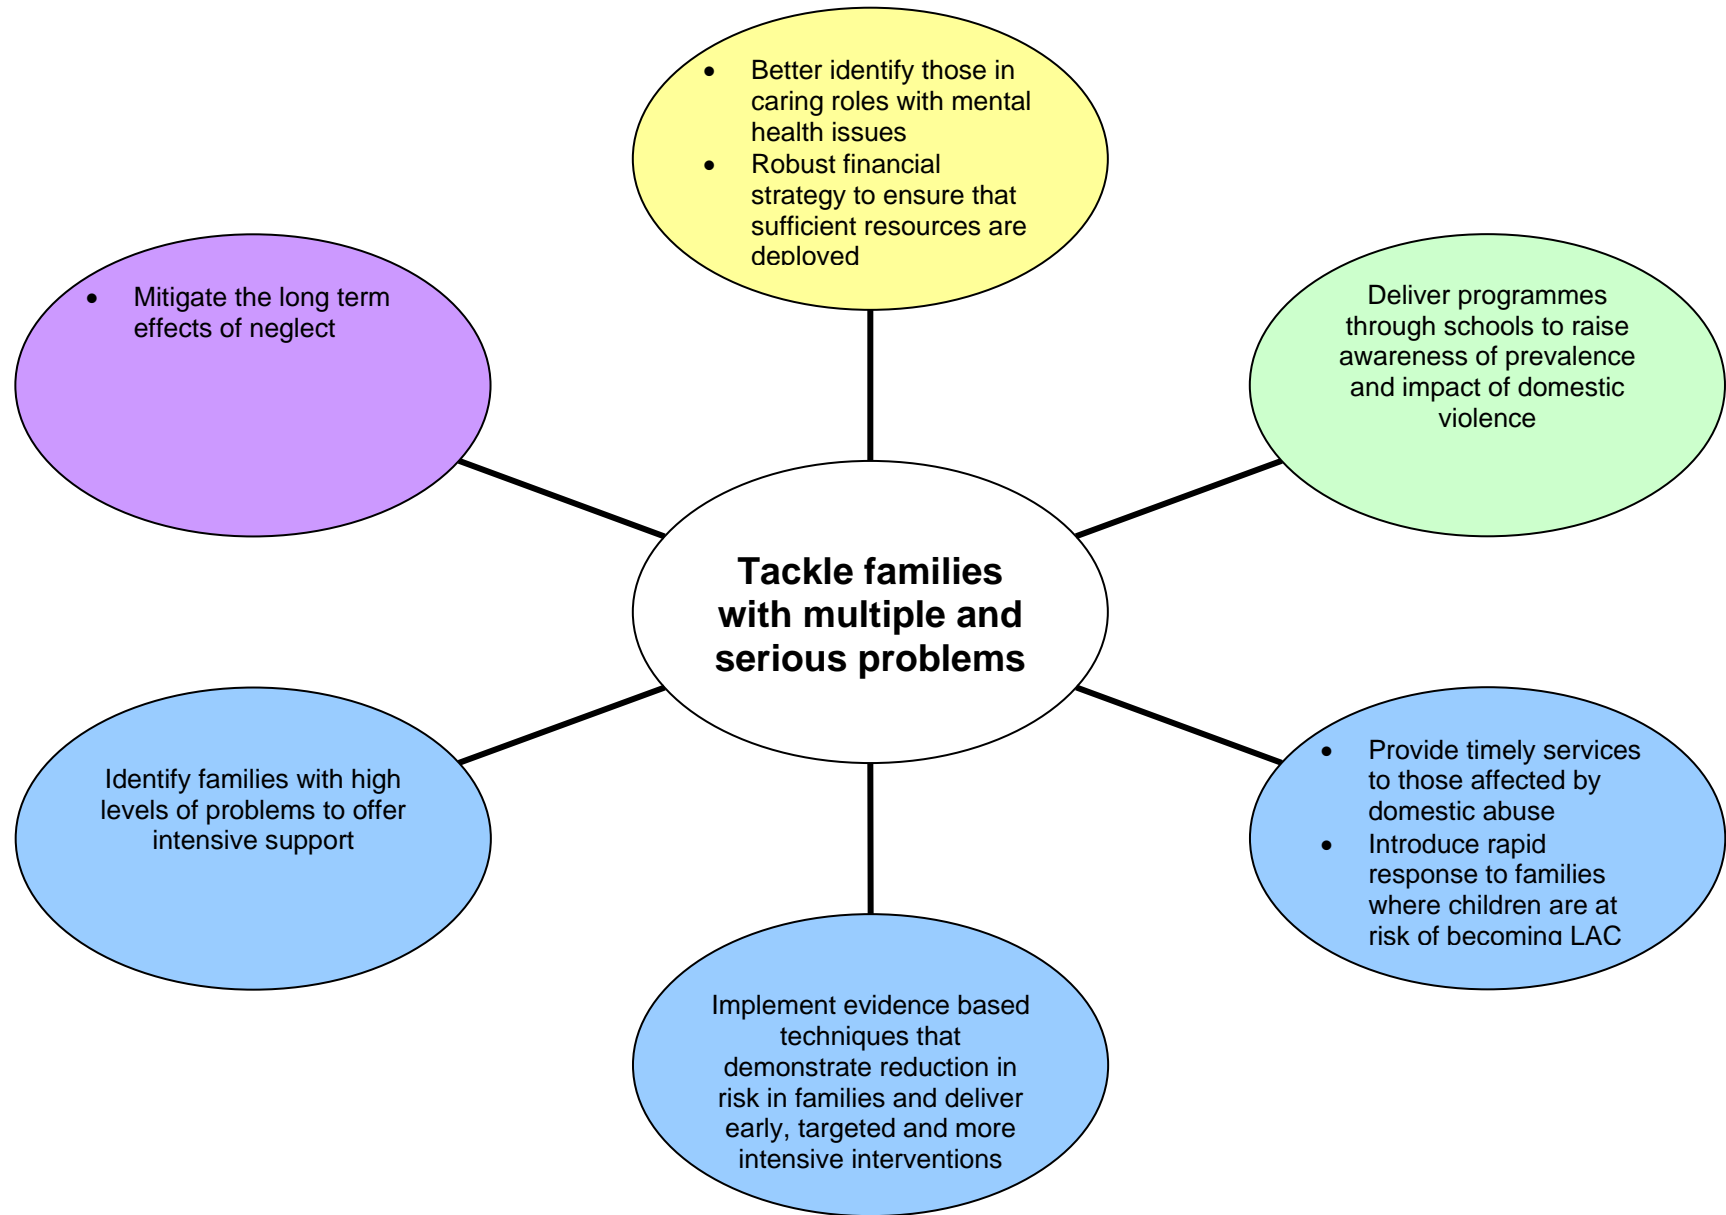 • Better identify those in
caring roles with mental
health issues
• Robust financial
strategy to ensure that
sufficient resources are
deployed
• Mitigate the long term
effects of neglect
Deliver programmes
through schools to raise
awareness of prevalence
and impact of domestic
violence
Tackle families
with multiple and
serious problems
Identify families with high
levels of problems to offer
intensive support
• Provide timely services
to those affected by
domestic abuse
• Introduce rapid
response to families
where children are at
risk of becoming LAC
Implement evidence based
techniques that
demonstrate reduction in
risk in families and deliver
early, targeted and more
intensive interventions